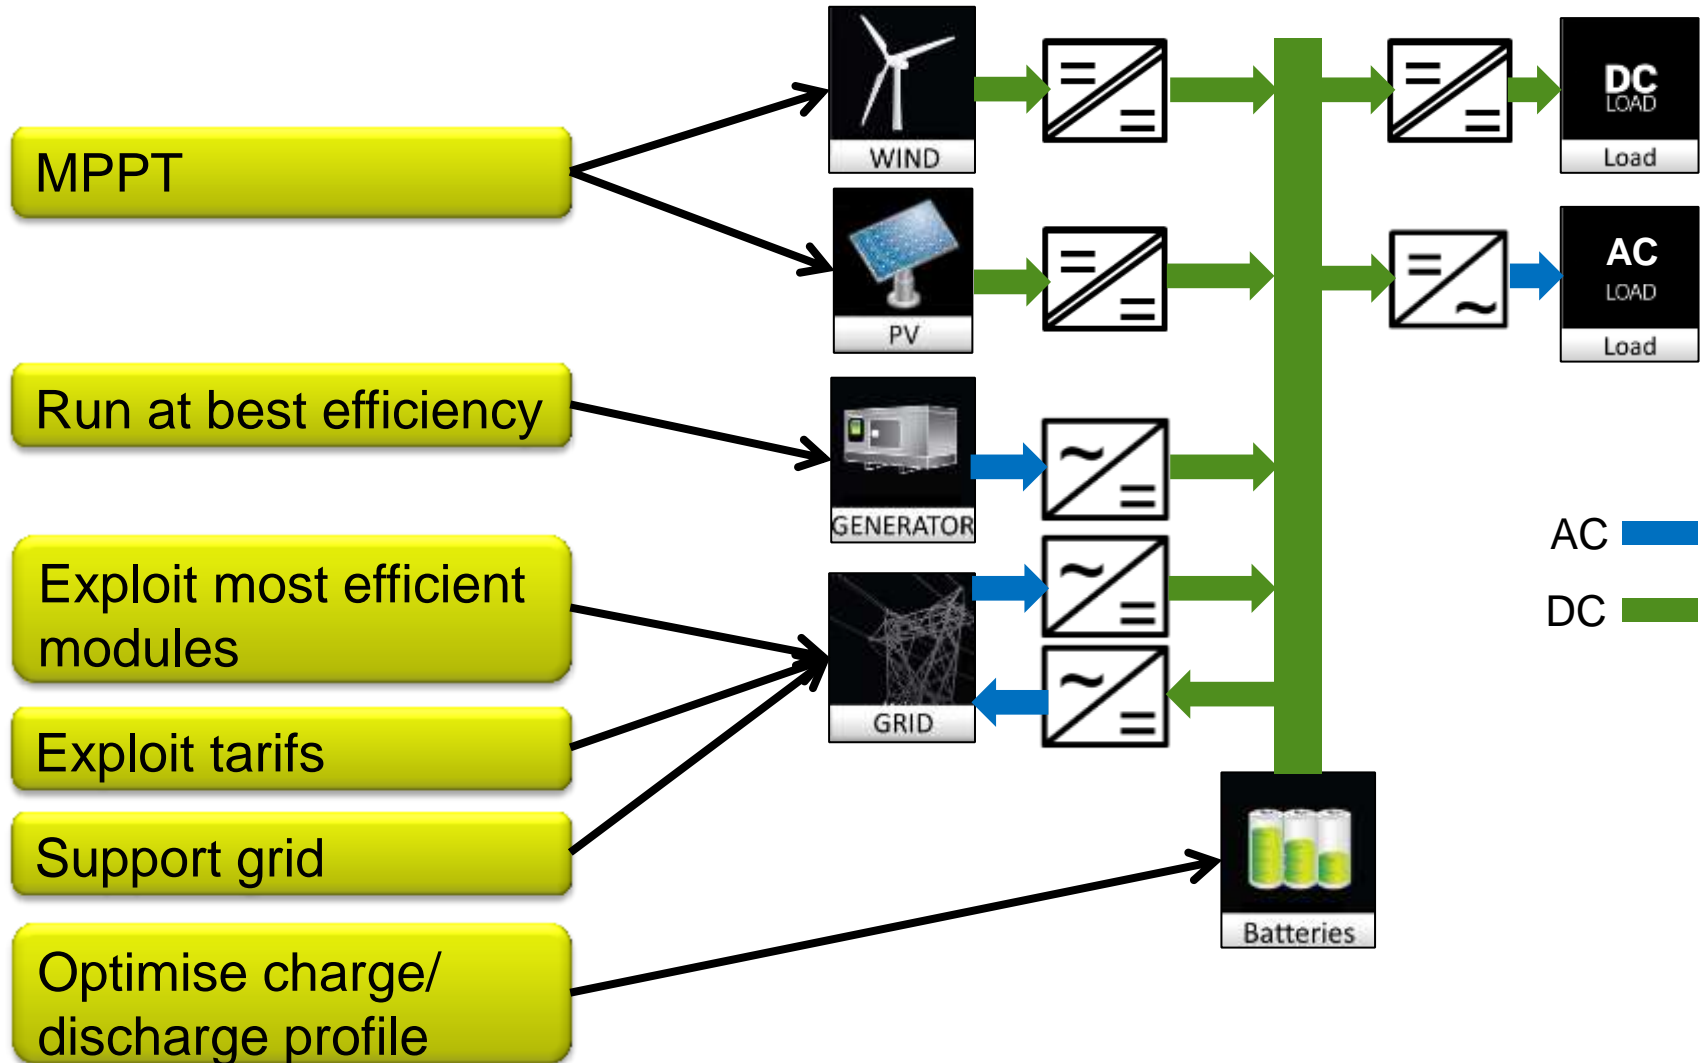 MPPT
Run at best efficiency
Exploit most efficient
modules
Exploit tarifs
Support grid
Optimise charge/
discharge profile
WIND
PV
GENERATOR
GRID
Batteries
DC
LOAD
Load
AC
LOAD
Load
AC
DC